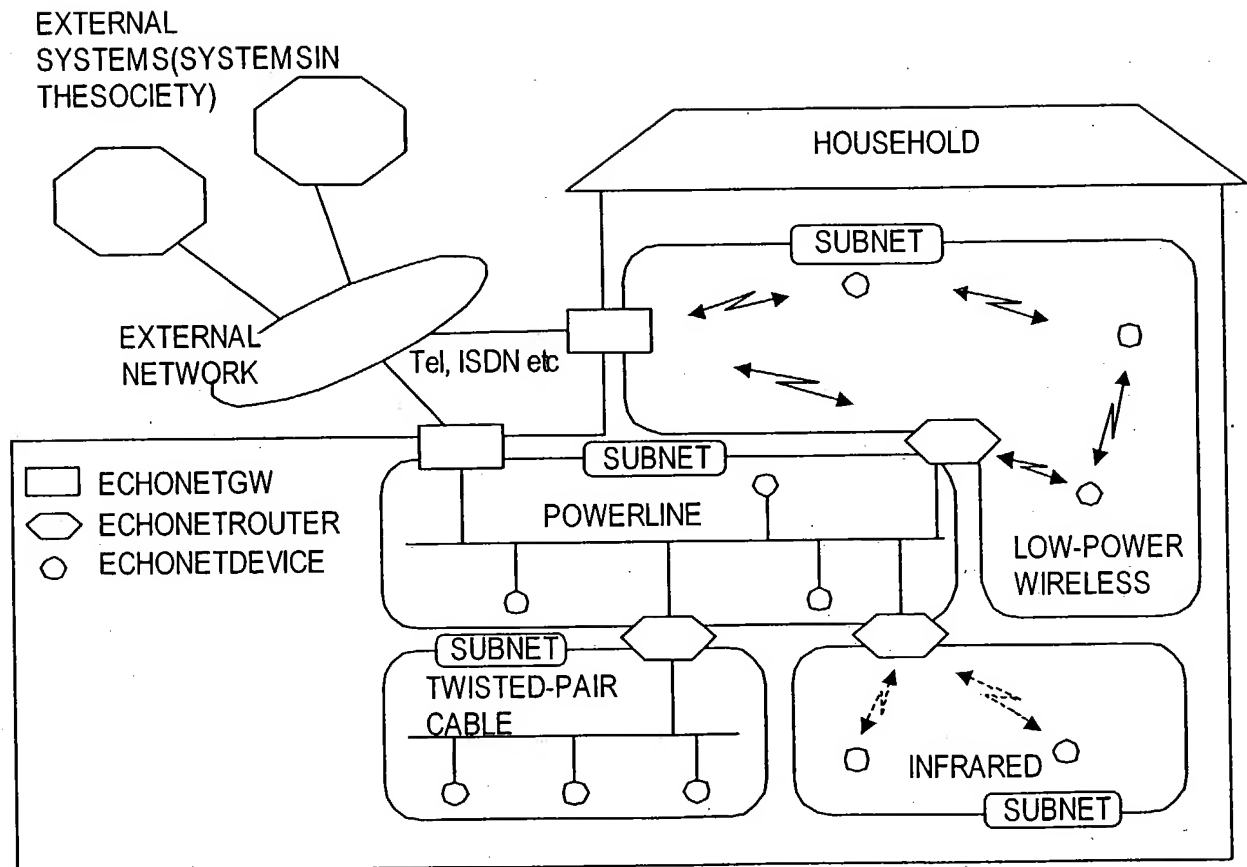 EXTERNAL
SYSTEMS(SYSTEMSIN
THESOCIETY)
HOUSEHOLD
SUBNET
EXTERNAL
NETWORK
Tel, ISDN etc
SUBNET
ECHONETGW
ECHONETROUTER
ECHONETDEVICE
POWERLINE
LOW-POWER
WIRELESS
SUBNET
TWISTED-PAIR
CABLE
INFRARED
SUBNET